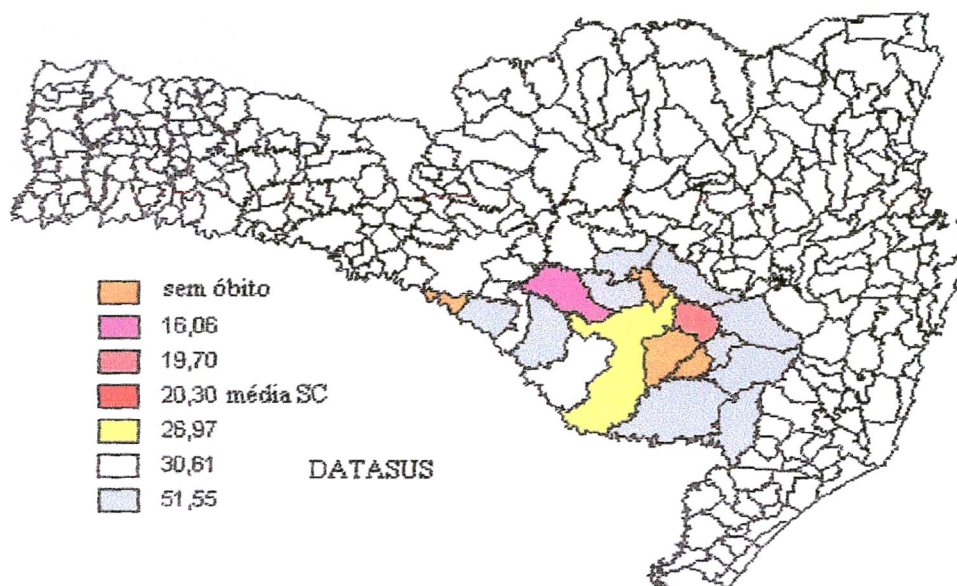 sem óbito
16,06
19,70
20,30 média SC
26,97
30,61
51,55
DATASUS